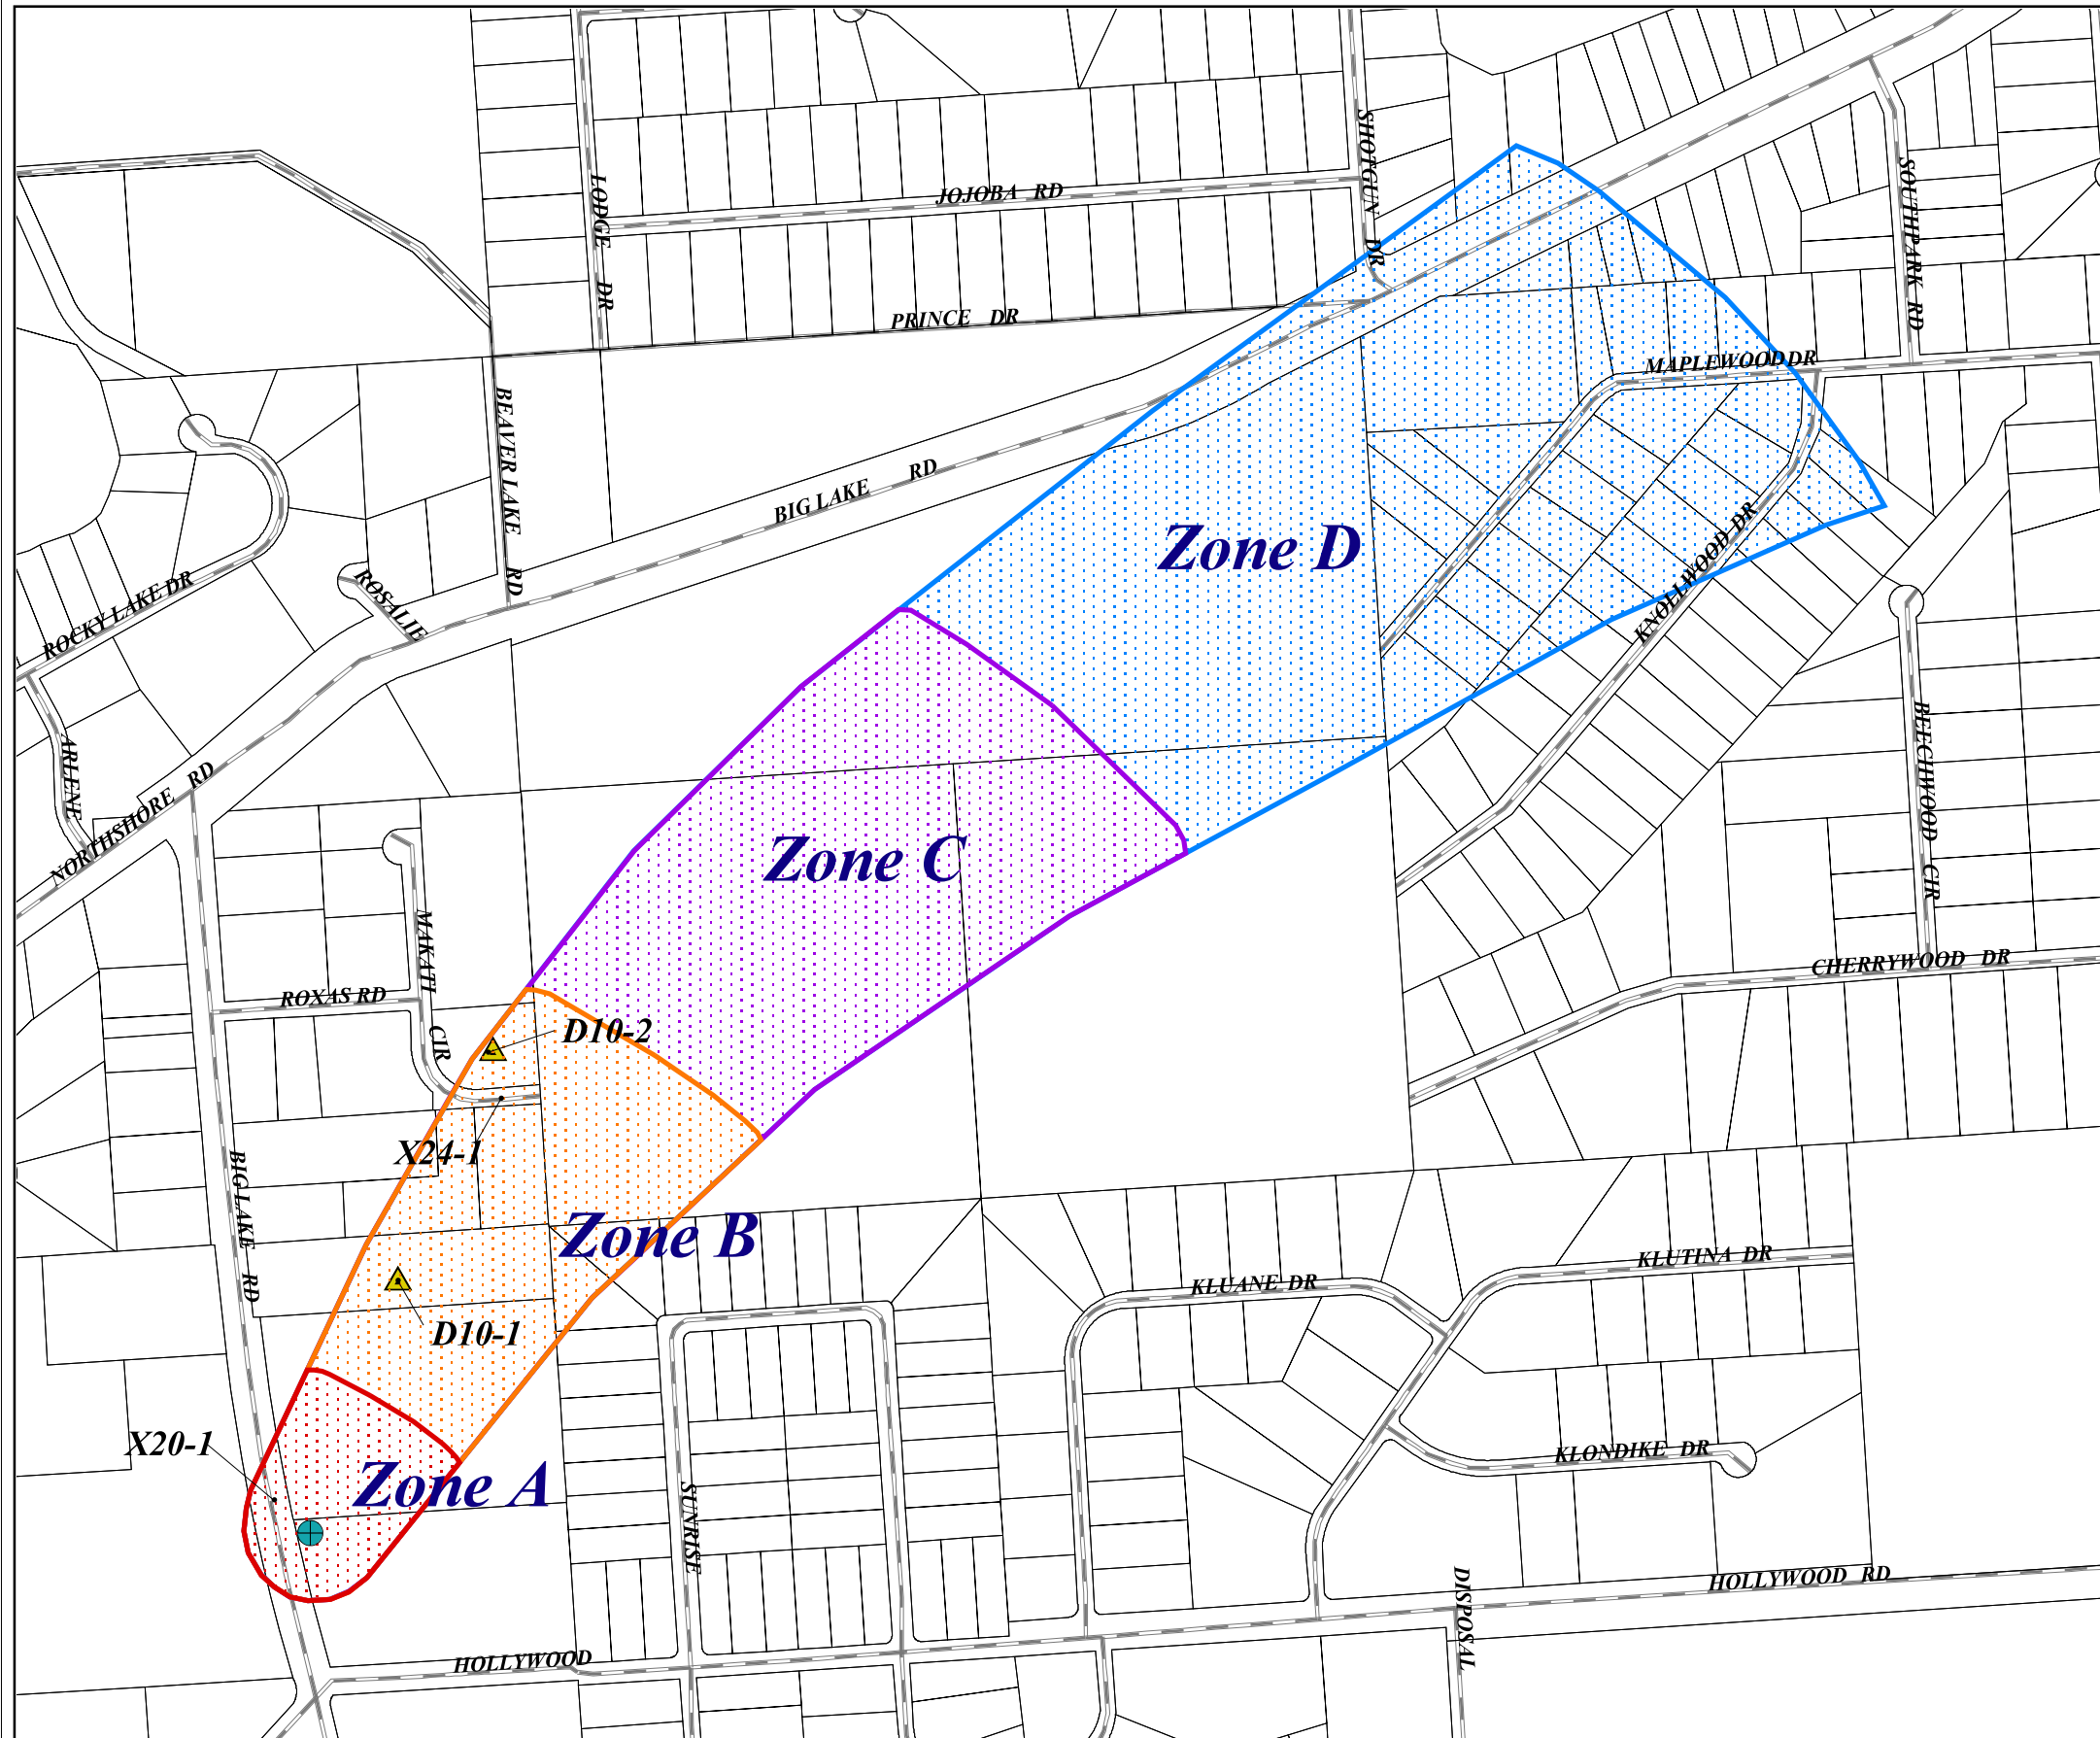 SHOTGUN DR
LODGE DR
JOJOBA RD
SOUTHPARK RD
PRINCE DR
MAPLEWOOD DR
BEAVER LAKE RD
BIG LAKE RD
Zone D
KNOLLWOOD DR
ROCKY LAKE DR
ROSALIE
ARLENE
NORTHSHORE RD
BEECHWOOD CIR
Zone C
MAKATI CIR
CHERRYWOOD DR
ROXAS RD
D10-2
X24-1
BIG LAKE RD
Zone B
KLUTINA DR
KLUANE DR
D10-1
X20-1
KLONDIKE DR
Zone A
SUNRISE
DISPOSAL
HOLLYWOOD RD
HOLLYWOOD